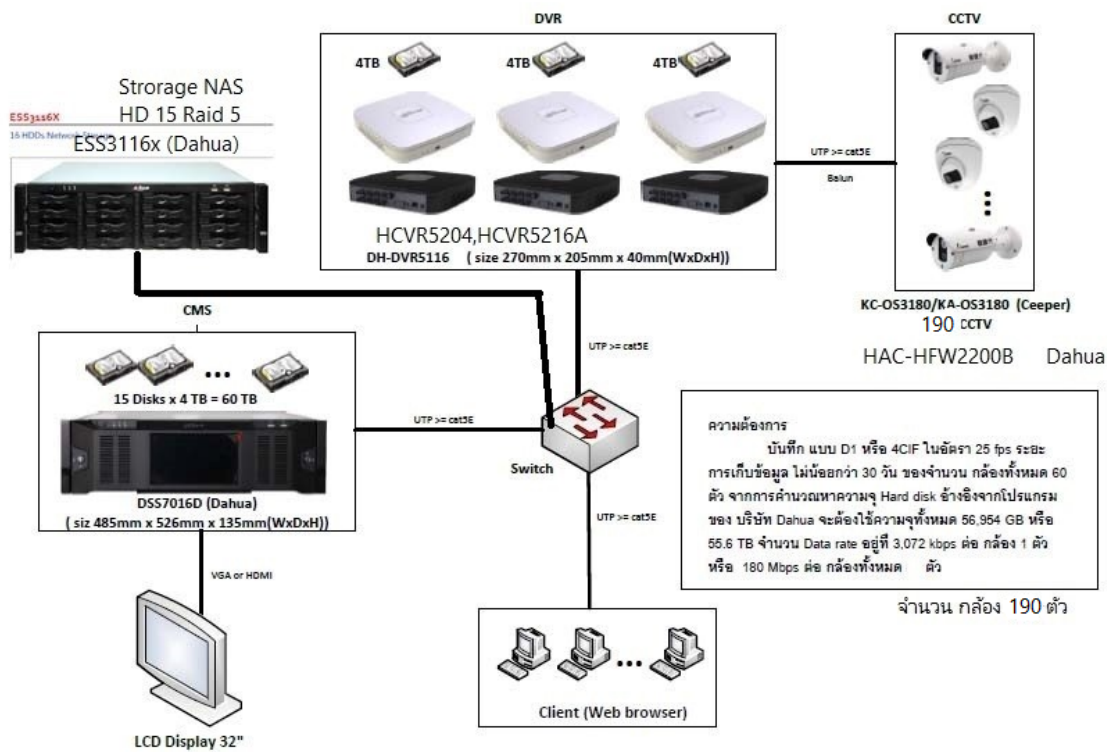 DVR
CCTV
4TB
4TB
4TB
Strorage NAS
HD 15 Raid 5
ESS3116X
16 HDDs Network Storage
ESS3116x (Dahua)
UTP >= cat5E
Balun
HCVR5204,HCVR5216A
DH-DVR5116 ( size 270mm x 205mm x 40mm(WxDxH))
KC-OS3180/KA-OS3180 (Ceeper)
190 CCTV
HAC-HFW2200B Dahua
CMS
15 Disks x 4 TB = 60 TB
UTP >= cat5E
UTP >= cat5E
Switch
DSS7016D (Dahua)
( siz 485mm x 526mm x 135mm(WxDxH))
UTP >= cat5E
VGA or HDMI
ความต้องการ
บันทึก แบบ D1 หรือ 4CIF ในอัตรา 25 fps ระยะ
การเก็บข้อมูล ไม่น้อยกว่า 30 วัน ของจำนวน กล้องทั้งหมด 60
ตัว จากการคำนวณหาความจุ Hard disk อ้างอิงจากโปรแกรม
ของ บริษัท Dahua จะต้องใช้ความจุทั้งหมด 56,954 GB หรือ
55.6 TB จำนวน Data rate อยู่ที่ 3,072 kbps ต่อ กล้อง 1 ตัว
หรือ 180 Mbps ต่อ กล้องทั้งหมด ตัว
จำนวน กล้อง 190 ตัว
Client (Web browser)
LCD Display 32"